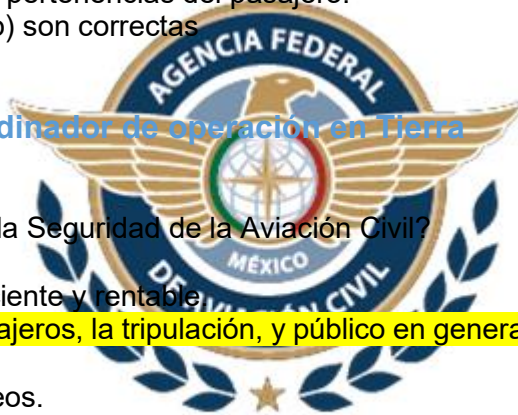 pertenencias del pasajero.
o) son correctas
AGENCIA FEDERAL
dinador de operación en Tierra
la Seguridad de la Aviación Civil?
MÉXICO
iente y rentable
DE AVIACIÓN CIVIL
ajeros, la tripulación, y público en genera
eos.